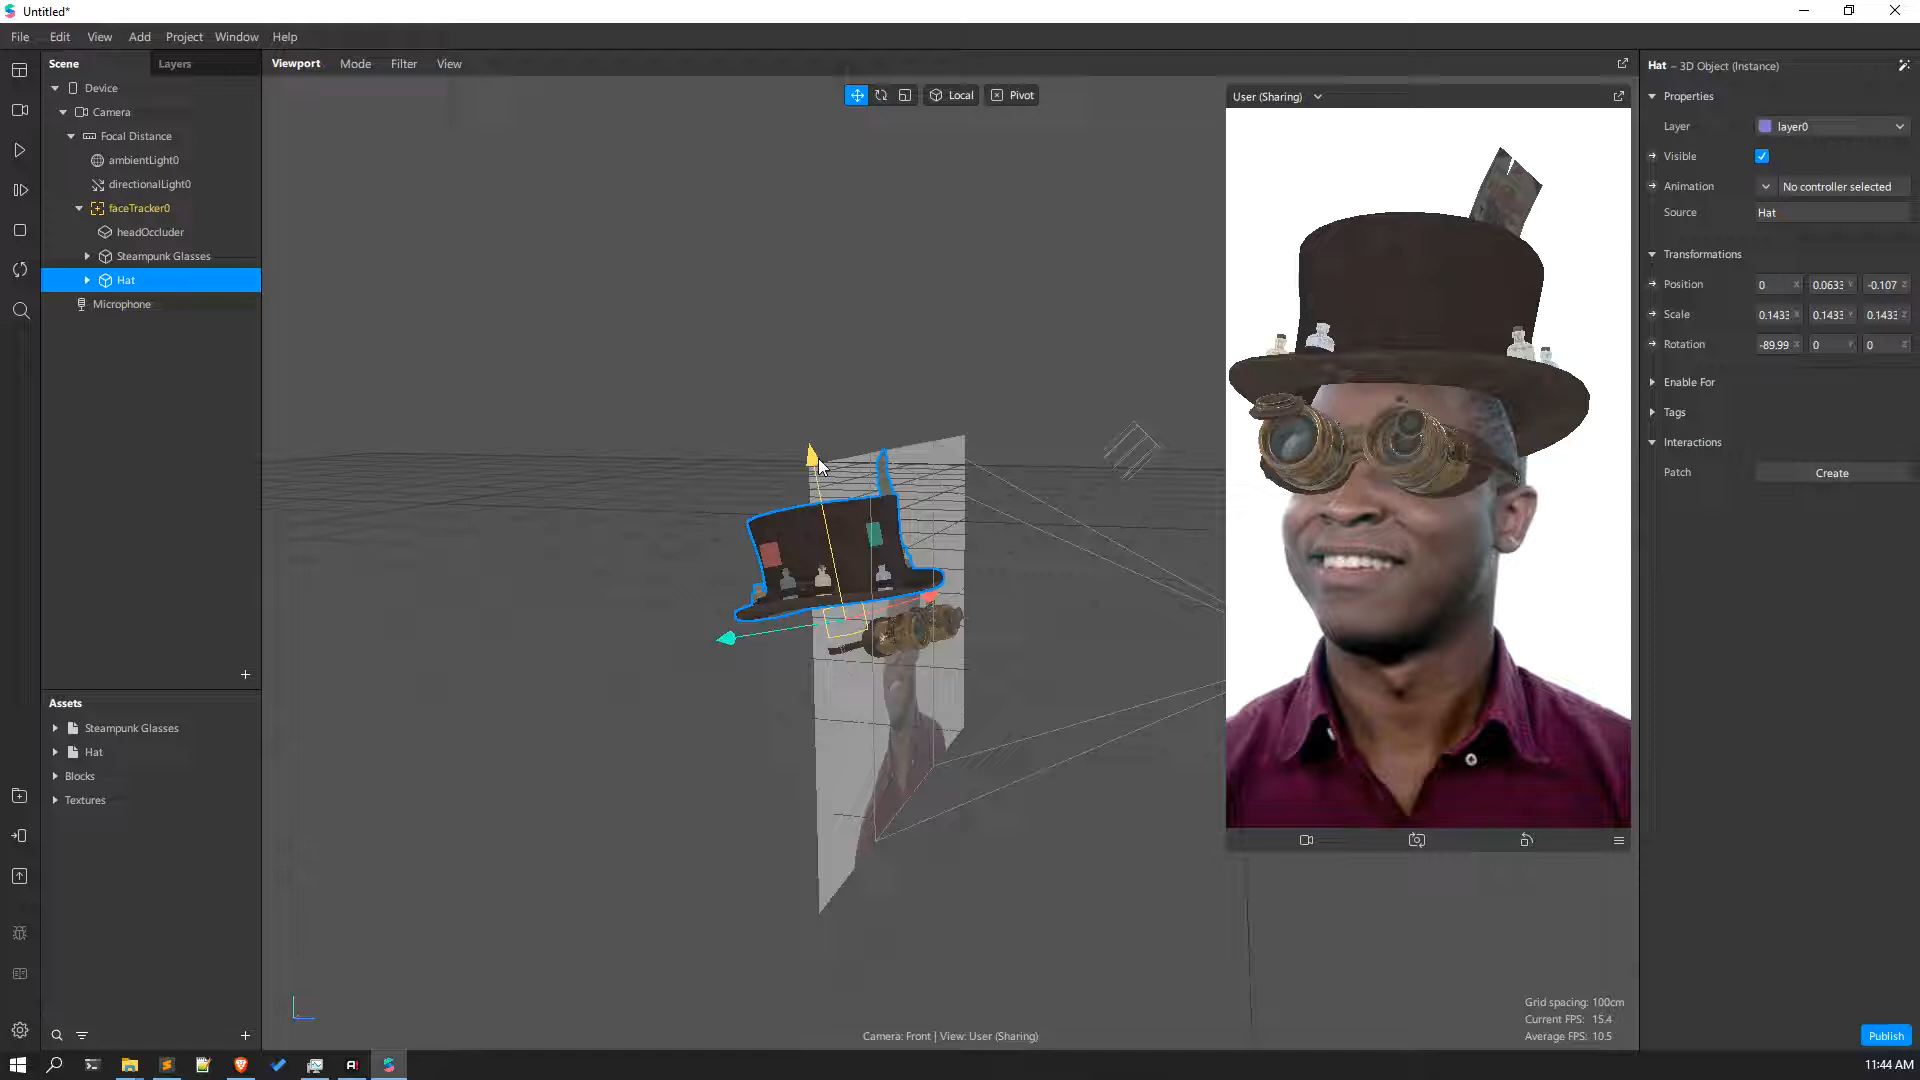 Untitled*
File Edit View Add Project Window Help
Scene Layers
Viewport Mode Filter View
Hat – 3D Object (Instance)
Device
Camera
Focal Distance
ambientLight0
directionalLight0
faceTracker0
headOccluder
Steampunk Glasses
Hat
Microphone
Local Pivot
User (Sharing)
Properties
Layer layer0
Visible
Animation No controller selected
Source Hat
Transformations
Position 0 X 0.0633 Y -0.107 Z
Scale 0.1433 X 0.1433 Y 0.1433 Z
Rotation -89.99 X 0 Y 0 Z
Enable For
Tags
Interactions
Patch Create
Assets
Steampunk Glasses
Hat
Blocks
Textures
Grid spacing: 100cm
Current FPS: 15.4
Average FPS: 10.5
Camera: Front | View: User (Sharing)
Publish
11:44 AM